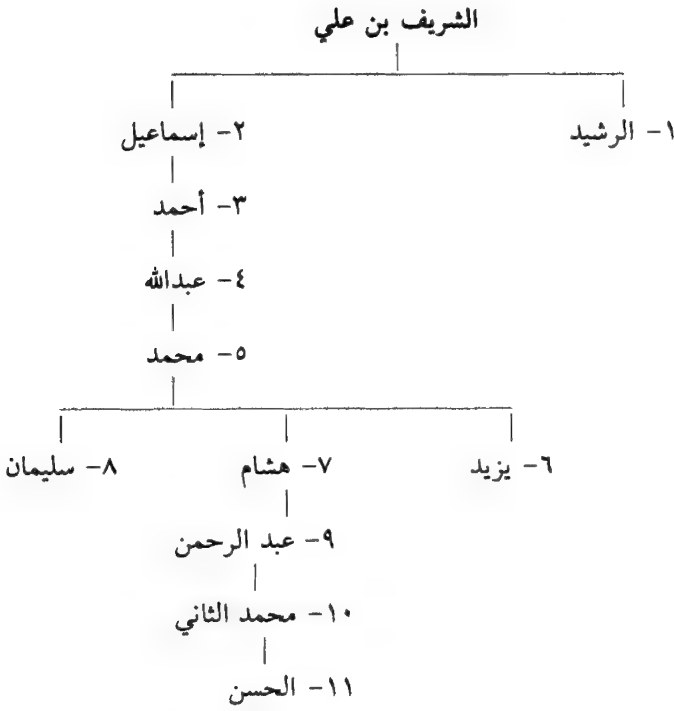 الشريف بن علي
١- الرشيد
٢- إسماعيل
٣- أحمد
٤- عبدالله
٥- محمد
٦- يزيد
٧- هشام
٨- سليمان
٩- عبد الرحمن
١٠- محمد الثاني
١١- الحسن